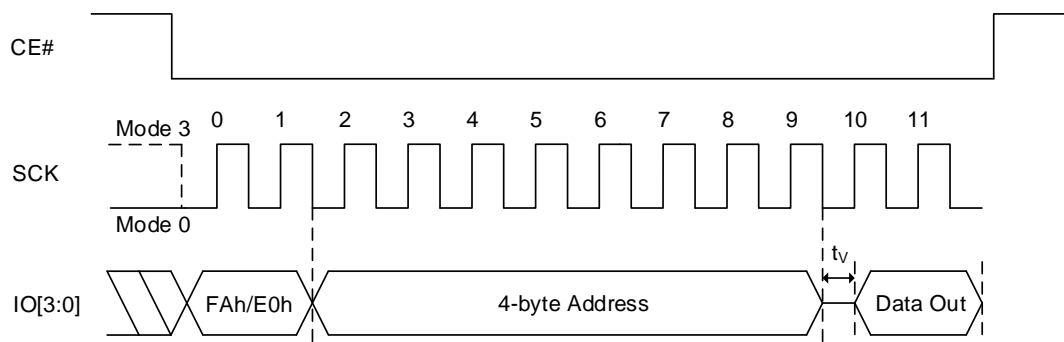 CE#
Mode 3
0 1 2 3 4 5 6 7 8 9 10 11
SCK
Mode 0
tV
IO[3:0]
FAh/E0h
4-byte Address
Data Out